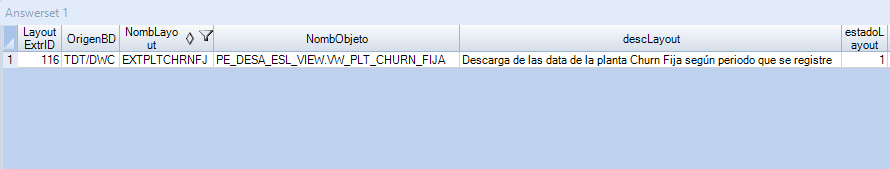 Answerset 1
Layout ExtrID OrigenBD NombLayout NombObjeto descLayout estadoLayout
1 116 TDT/DWC EXTPLTCHRNFJ PE_DESA_ESL_VIEW.VW_PLT_CHURN_FIJA Descarga de las data de la planta Churn Fija según periodo que se registre 1